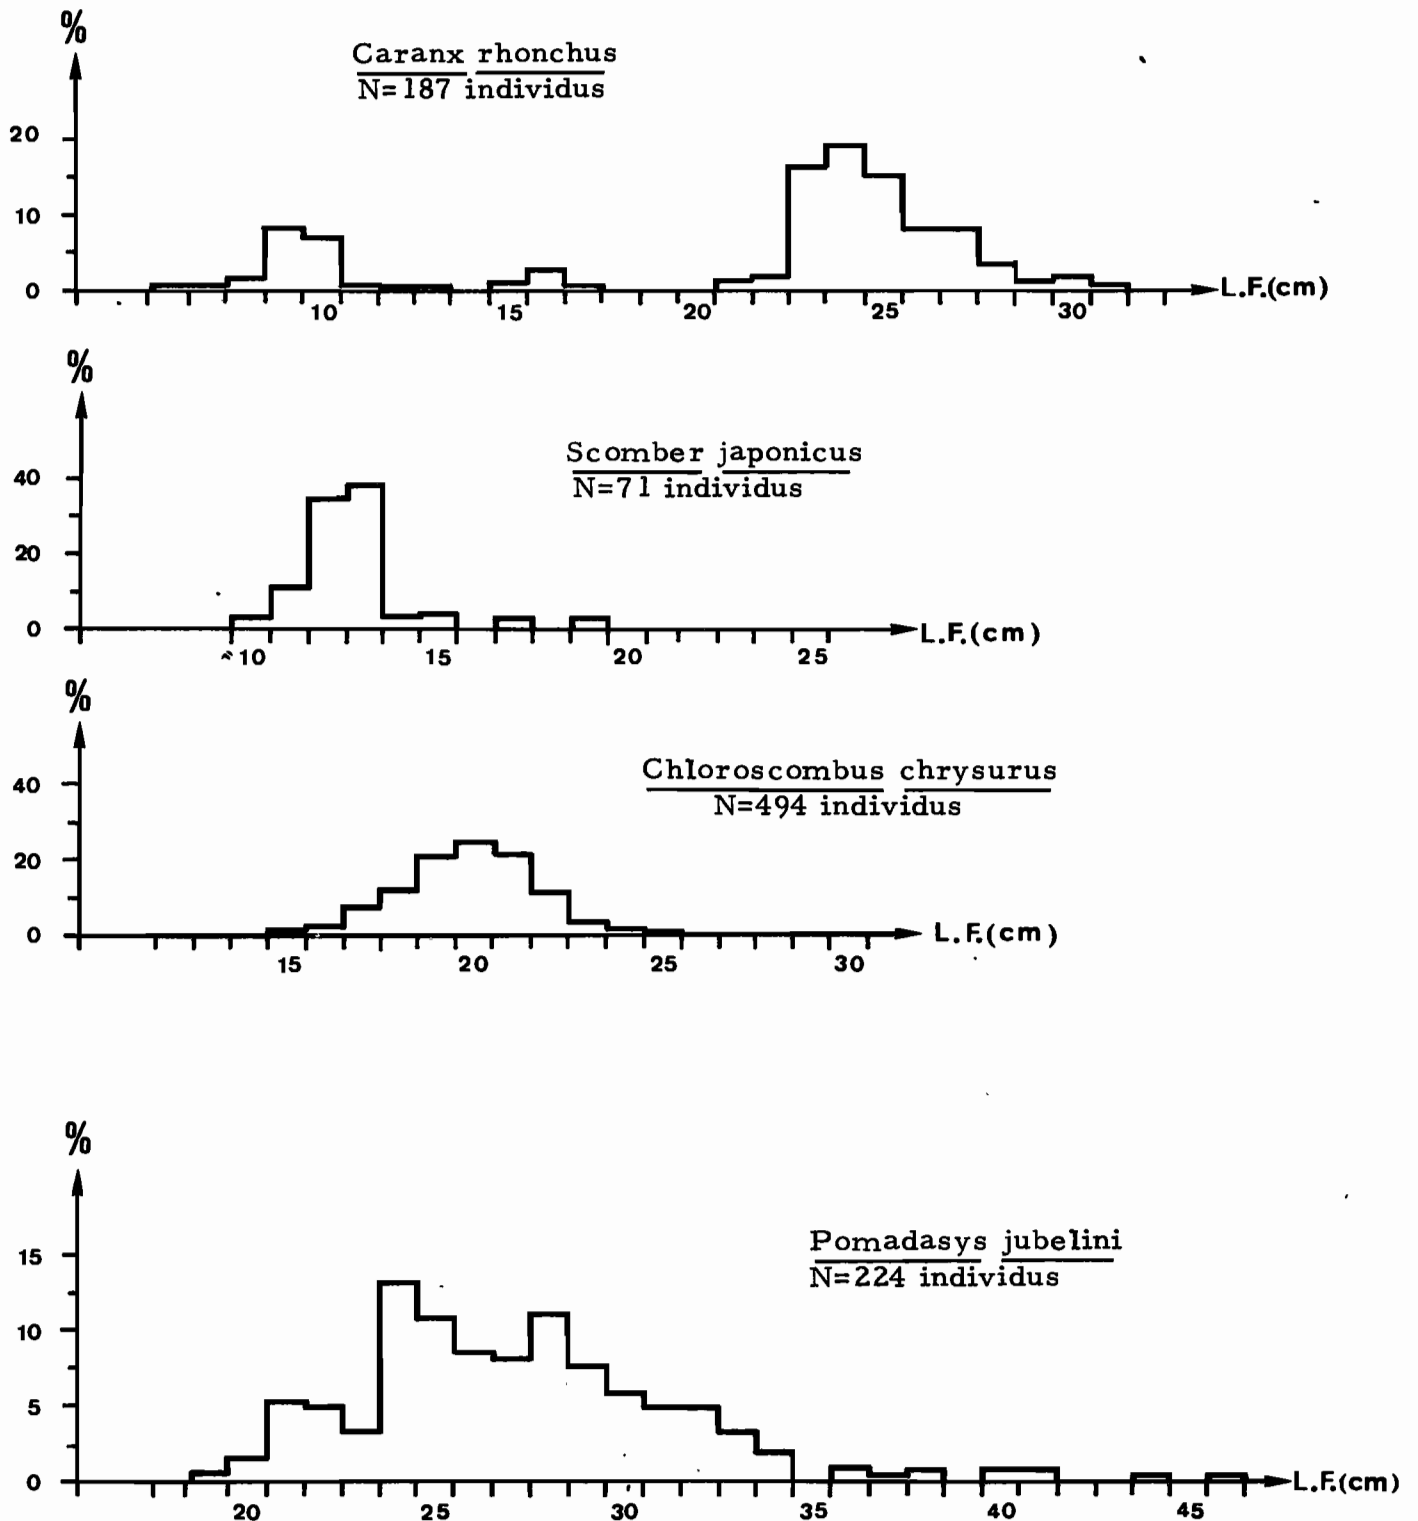 %
Caranx rhonchus
N=187 individus
20
10
0
10 15 20 25 30
L.F.(cm)
%
Scomber japonicus
N=71 individus
40
20
0
10 15 20 25
L.F.(cm)
%
Chloroscombus chrysurus
N=494 individus
40
20
0
15 20 25 30
L.F.(cm)
%
Pomadasys jubelini
N=224 individus
15
10
5
0
20 25 30 35 40 45
L.F.(cm)